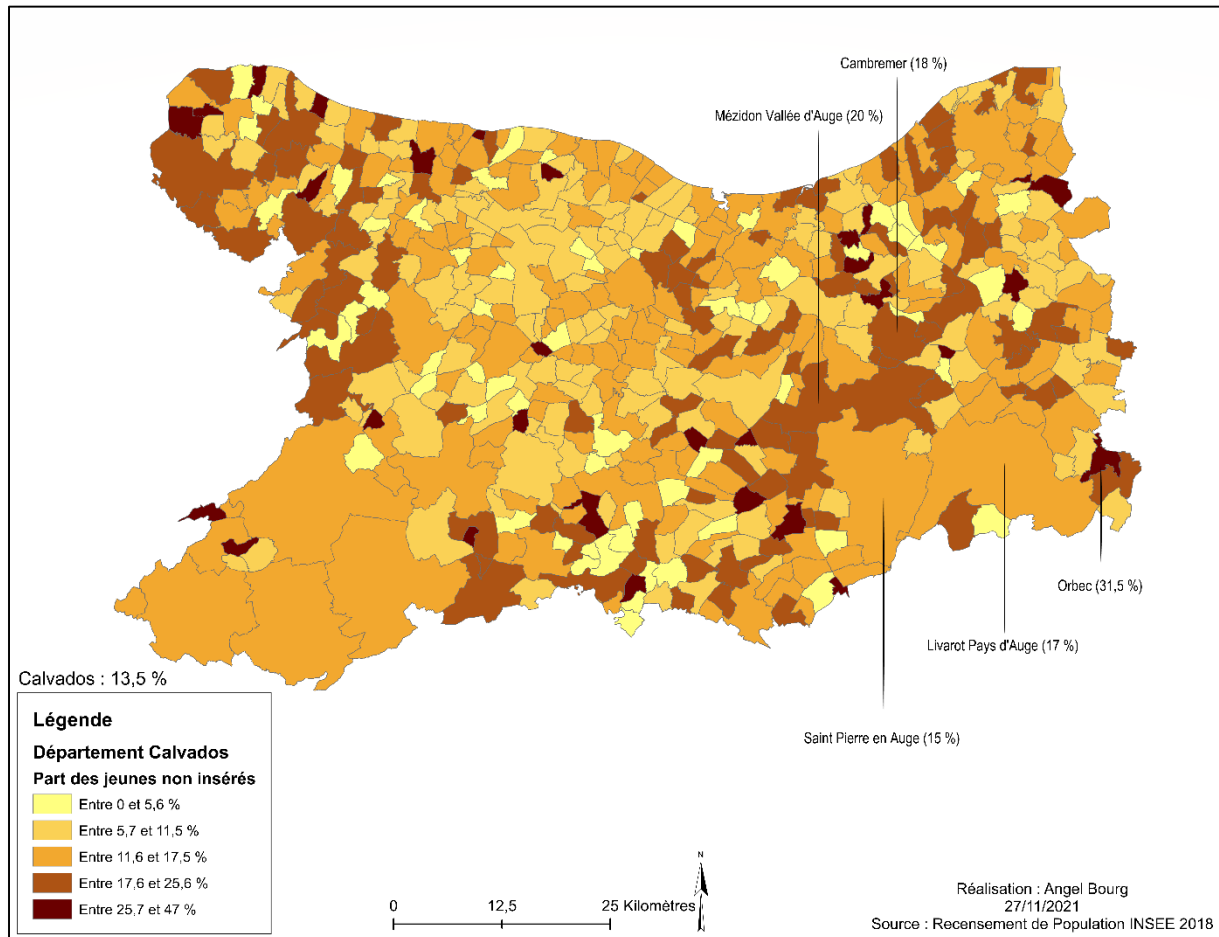 Cambremer (18 %)
Mézidon Vallée d'Auge (20 %)
Orbec (31,5 %)
Livarot Pays d'Auge (17 %)
Saint Pierre en Auge (15 %)
Calvados : 13,5 %
Légende
Département Calvados
Part des jeunes non insérés
Entre 0 et 5,6 %
Entre 5,7 et 11,5 %
Entre 11,6 et 17,5 %
Entre 17,6 et 25,6 %
Entre 25,7 et 47 %
N
0 12,5 25 Kilomètres
Réalisation : Angel Bourg
27/11/2021
Source : Recensement de Population INSEE 2018